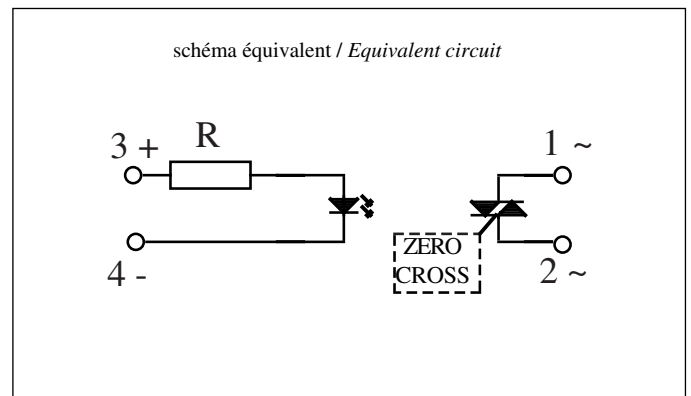 schéma équivalent / Equivalent circuit
3 +
R
1 ~
ZERO
CROSS
4 -
2 ~